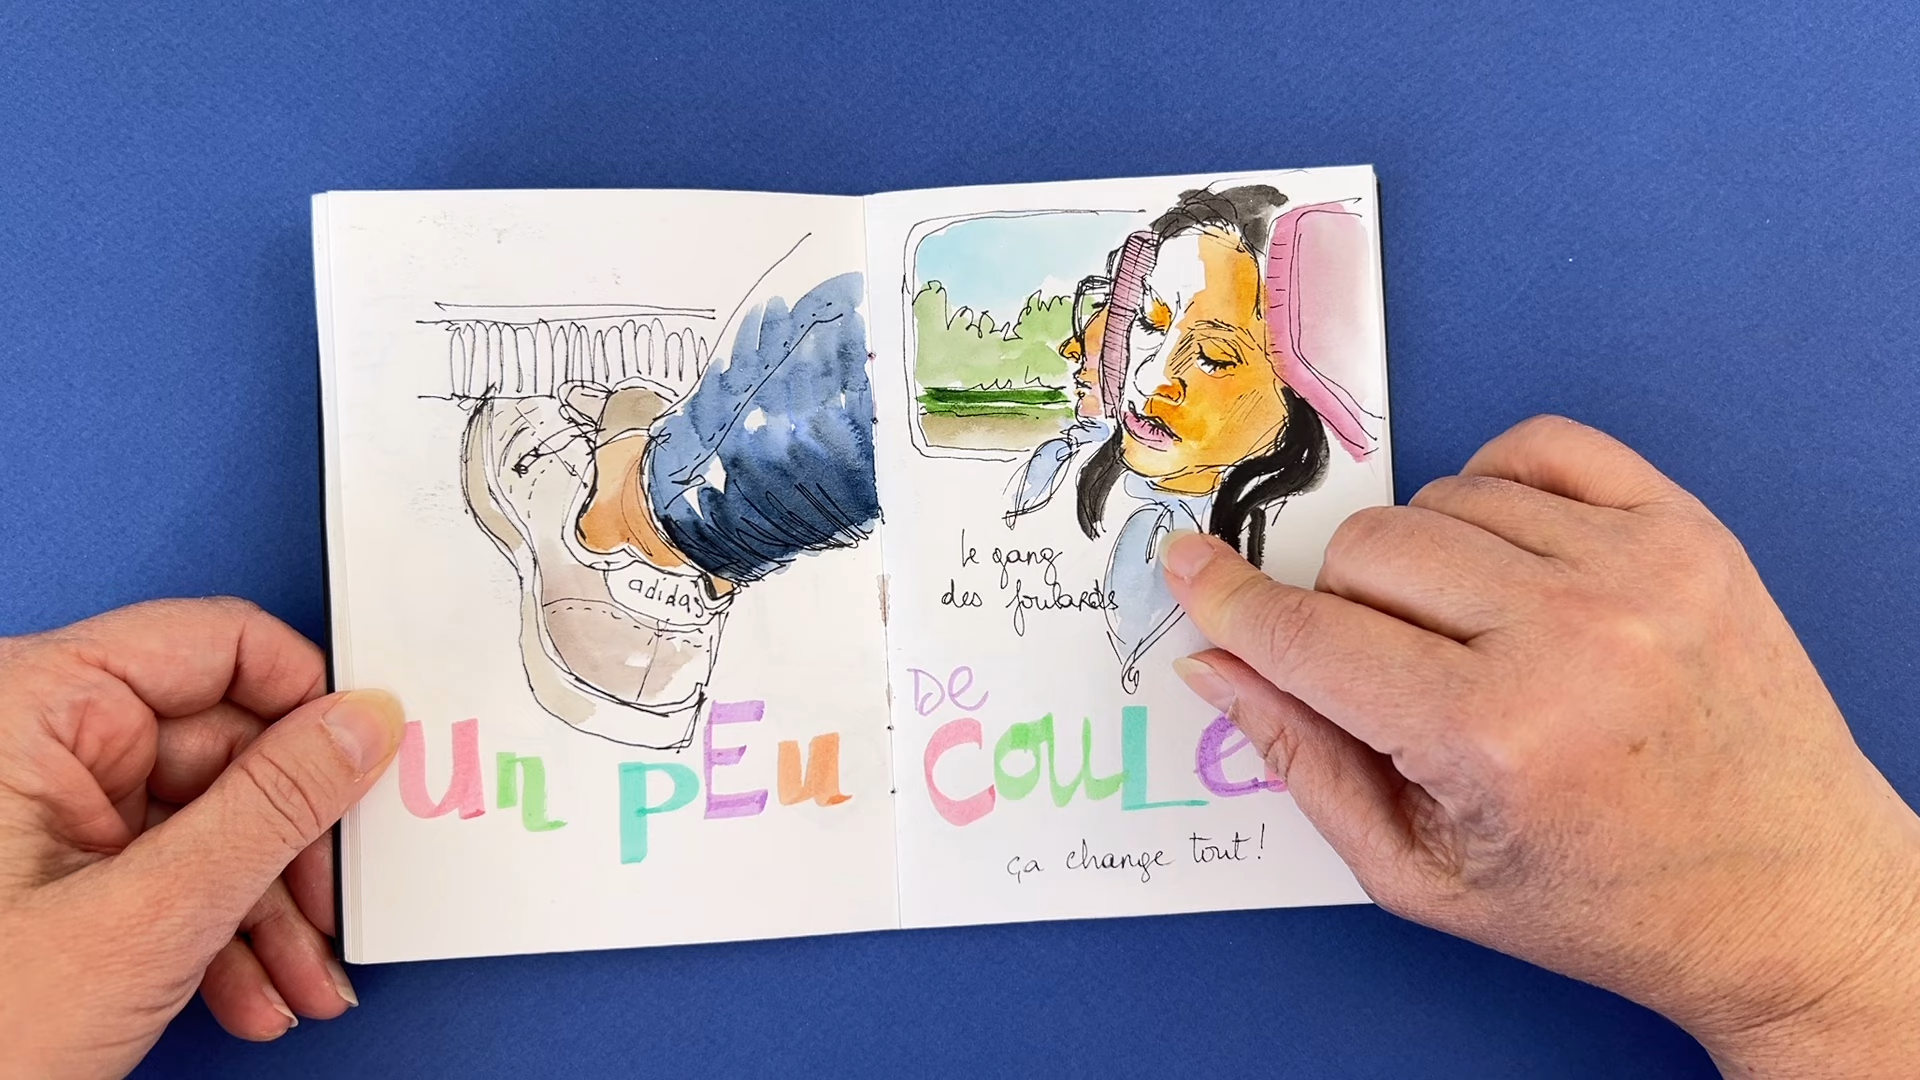 adidas
Le gang
des foulards
un pEu
De
COULE
ça change tout!